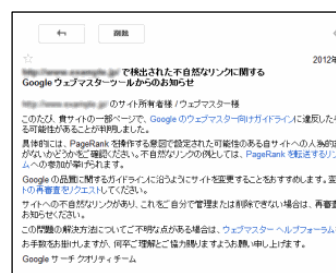 削除
2012年
http://www.example.jp/ で検出された不自然なリンクに関する
Google ウェブマスターツールからのお知らせ
http://www.example.jp/ のサイト所有者様 / ウェブマスター様
このたび、貴サイトの一部ページで、Google のウェブマスター向けガイドラインに違反した
る可能性があることが判明しました。
具体的には、PageRank を操作する意図で設定された可能性のある自サイトへの人為的
がないかどうかをご確認ください。不自然なリンクの例としては、PageRank を転送するリン
ムへの参加が挙げられます。
Google の品質に関するガイドラインに沿うようにサイトを変更することをおすすめします。変
トの再審査をリクエストしてください。
サイトへの不自然なリンクがあり、これをご自分で管理または削除できない場合は、再審査
お知らせください。
この問題の解決方法についてご不明な点がある場合は、ウェブマスター ヘルプフォーラム
お手数をお掛けしますが、何卒ご理解とご協力賜りますようお願い申し上げます。
Google サーチ クオリティ チーム